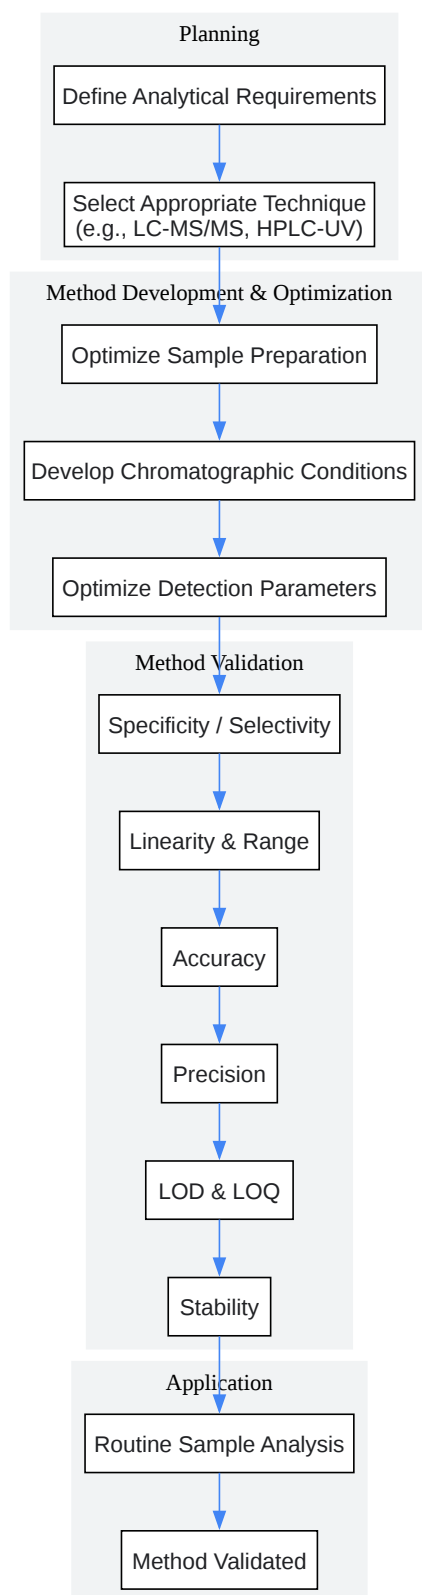 Planning
Define Analytical Requirements
Select Appropriate Technique
(e.g., LC-MS/MS, HPLC-UV)
Method Development & Optimization
Optimize Sample Preparation
Develop Chromatographic Conditions
Optimize Detection Parameters
Method Validation
Specificity / Selectivity
Linearity & Range
Accuracy
Precision
LOD & LOQ
Stability
Application
Routine Sample Analysis
Method Validated